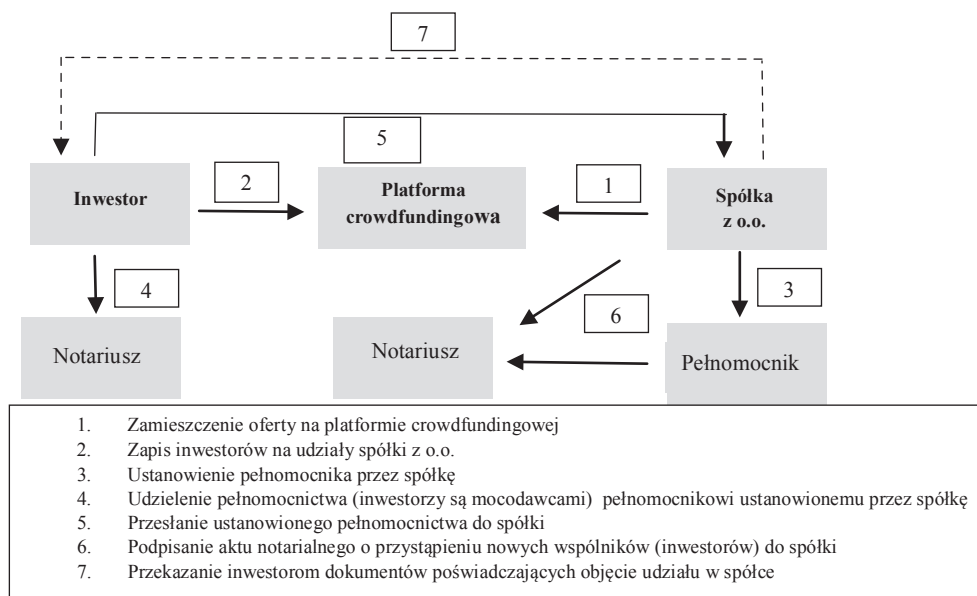 7
5
Inwestor
2
Platforma
crowdfundingowa
1
Spółka
z o.o.
4
3
6
Notariusz
Notariusz
Pełnomocnik
1. Zamieszczenie oferty na platformie crowdfundingowej
2. Zapis inwestorów na udziały spółki z o.o.
3. Ustanowienie pełnomocnika przez spółkę
4. Udzielenie pełnomocnictwa (inwestorzy są mocodawcami) pełnomocnikowi ustanowionemu przez spółkę
5. Przesłanie ustanowionego pełnomocnictwa do spółki
6. Podpisanie aktu notarialnego o przystąpieniu nowych wspólników (inwestorów) do spółki
7. Przekazanie inwestorom dokumentów poświadczających objęcie udziału w spółce